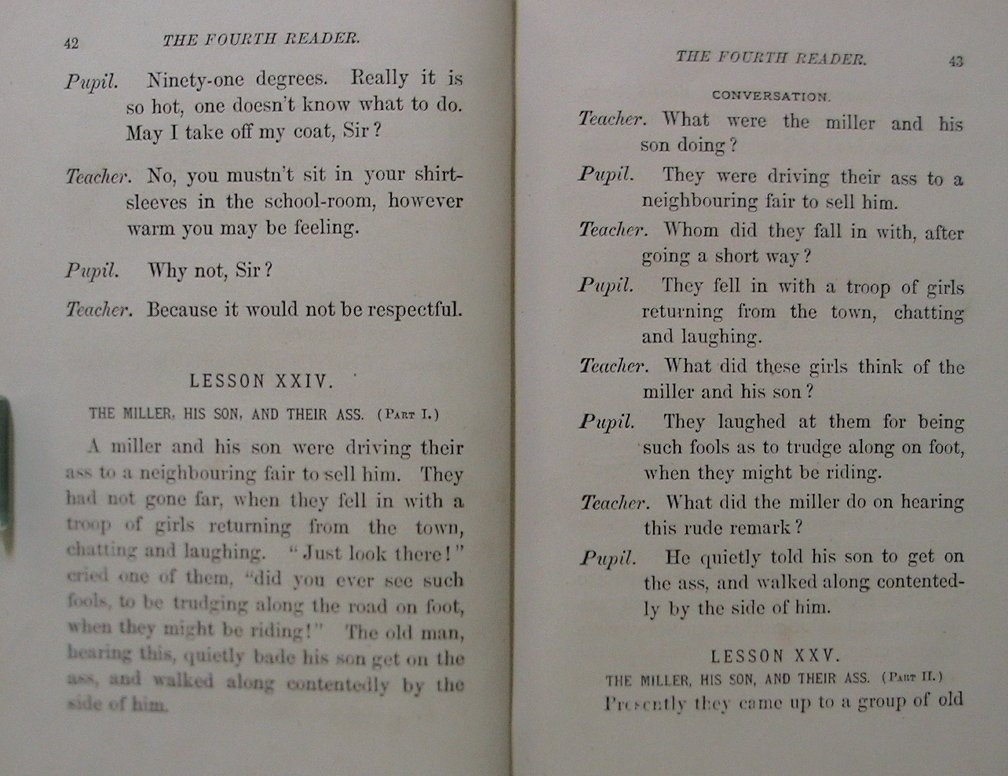 42 THE FOURTH READER.
Pupil. Ninety-one degrees. Really it is
so hot, one doesn't know what to do.
May I take off my coat, Sir?
Teacher. No, you mustn't sit in your shirt-
sleeves in the school-room, however
warm you may be feeling.
Pupil. Why not, Sir?
Teacher. Because it would not be respectful.
LESSON XXIV.
THE MILLER, HIS SON, AND THEIR ASS. (PART I.)
A miller and his son were driving their
ass to a neighbouring fair to sell him. They
had not gone far, when they fell in with a
troop of girls returning from the town,
chatting and laughing. "Just look there!"
cried one of them, "did you ever see such
fools, to be trudging along the road on foot,
when they might be riding!" The old man,
hearing this, quietly bade his son get on the
ass, and walked along contentedly by the
side of him.
THE FOURTH READER. 43
CONVERSATION.
Teacher. What were the miller and his
son doing?
Pupil. They were driving their ass to a
neighbouring fair to sell him.
Teacher. Whom did they fall in with, after
going a short way?
Pupil. They fell in with a troop of girls
returning from the town, chatting
and laughing.
Teacher. What did these girls think of the
miller and his son?
Pupil. They laughed at them for being
such fools as to trudge along on foot,
when they might be riding.
Teacher. What did the miller do on hearing
this rude remark?
Pupil. He quietly told his son to get on
the ass, and walked along contented-
ly by the side of him.
LESSON XXV.
THE MILLER, HIS SON, AND THEIR ASS. (PART II.)
Presently they came up to a group of old